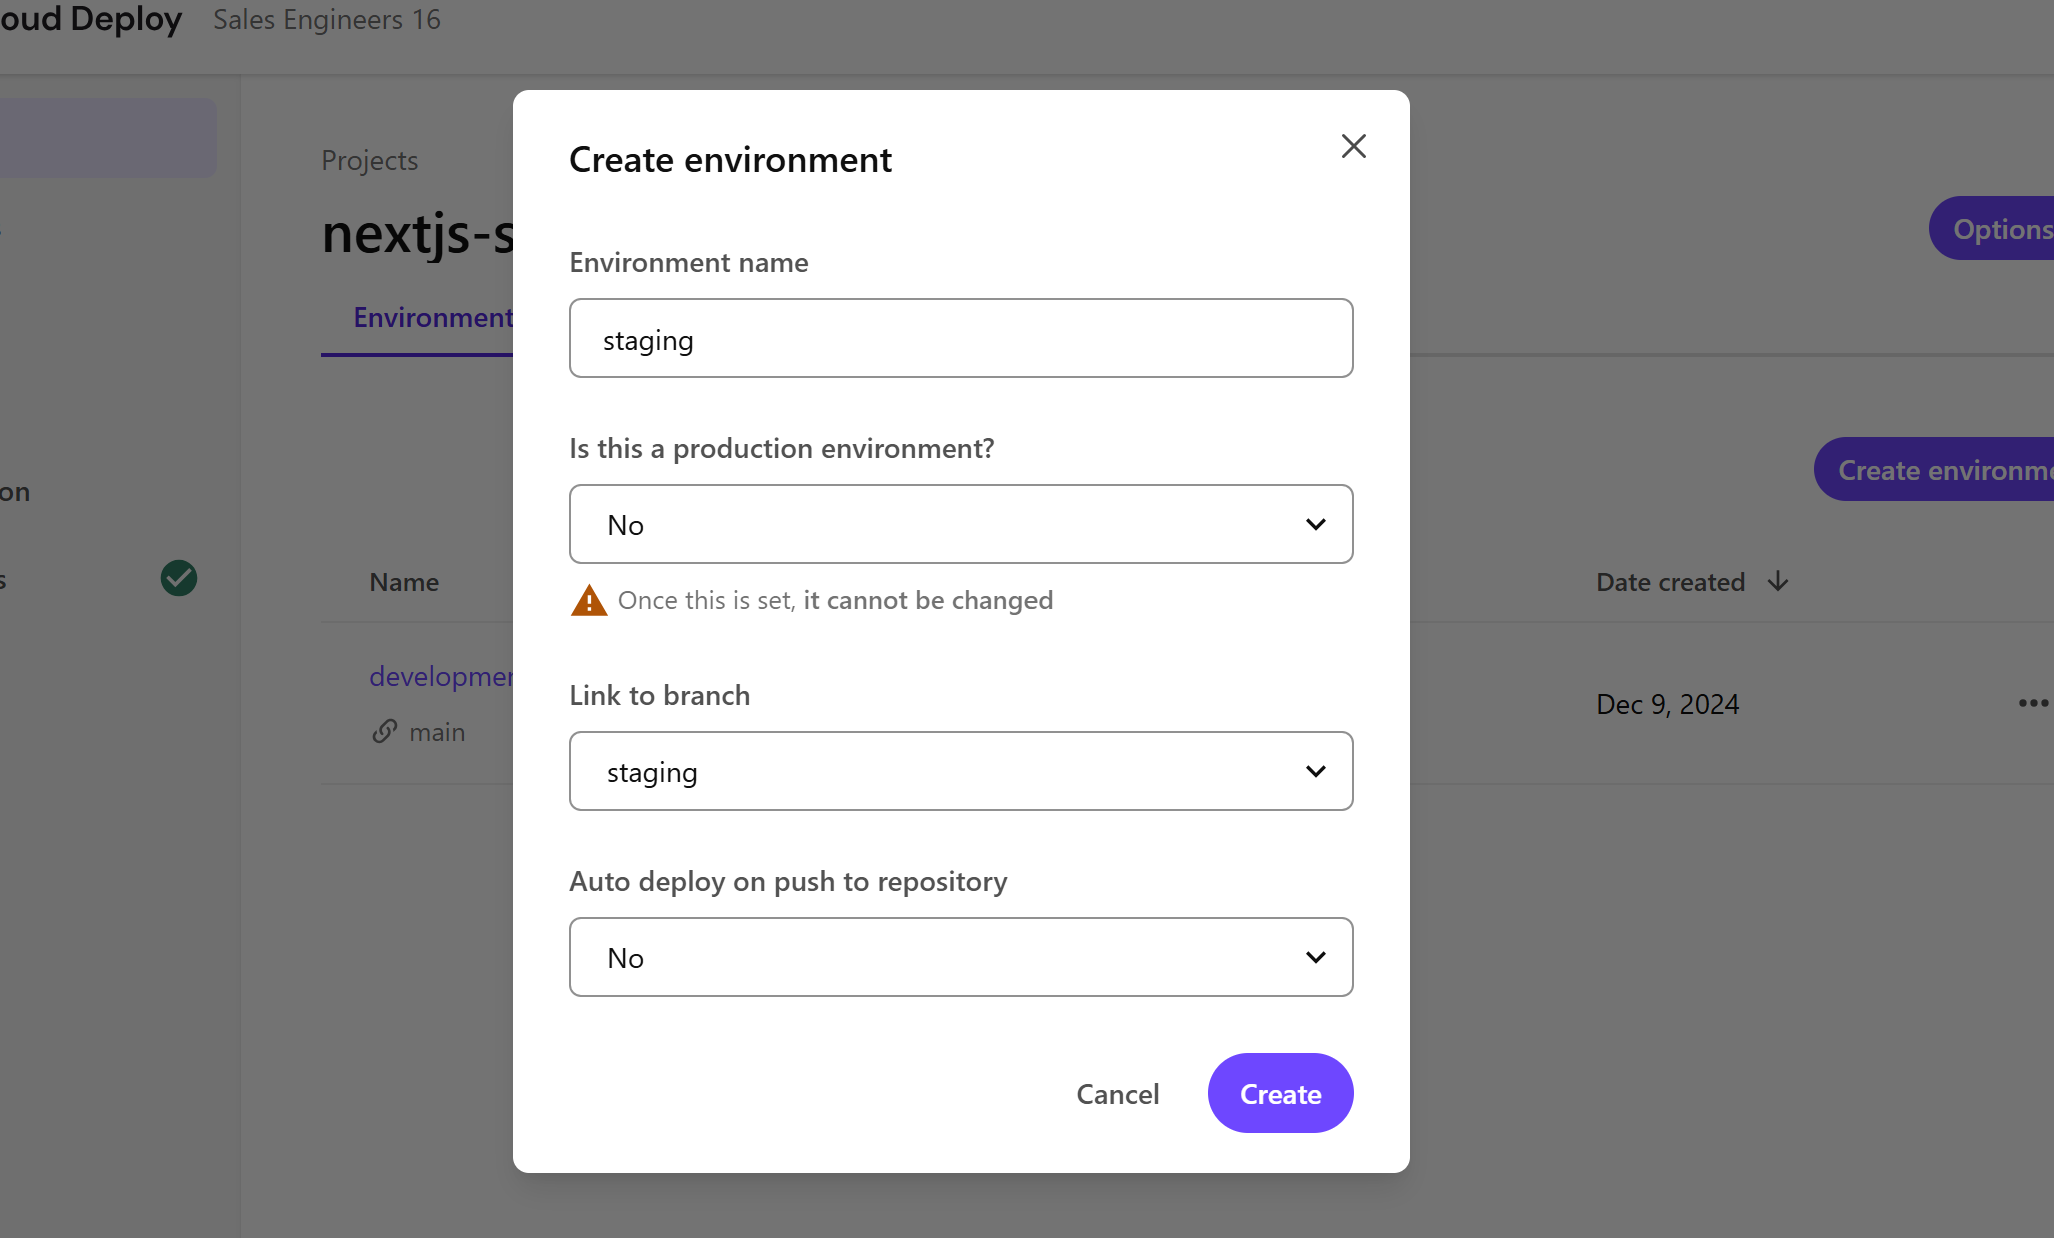 oud Deploy Sales Engineers 16
Projects
nextjs-s
Options
Environment
Create environme
on
s
Name
Date created
development
main
Dec 9, 2024
Create environment
Environment name
staging
Is this a production environment?
No
Once this is set, it cannot be changed
Link to branch
staging
Auto deploy on push to repository
No
Cancel
Create